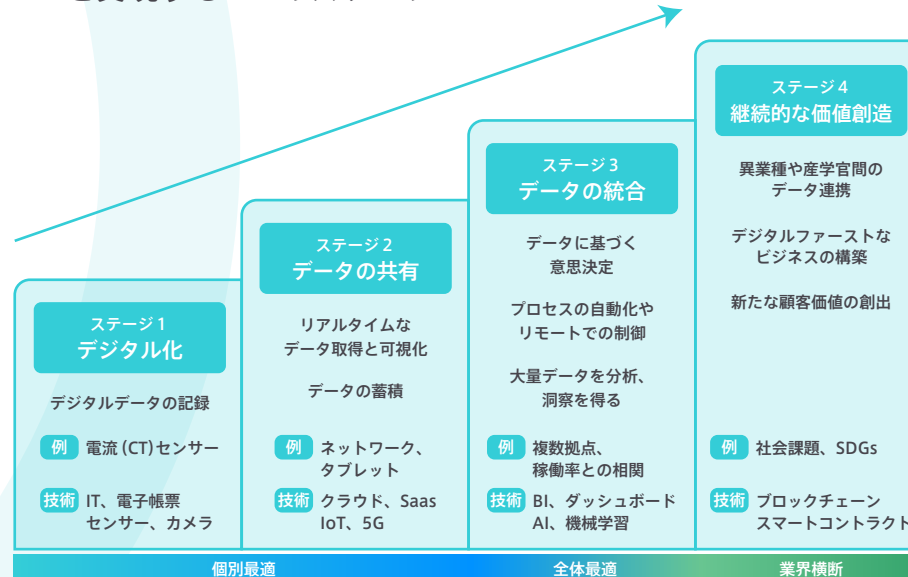 ステージ1
デジタル化
デジタルデータの記録
例 電流(CT)センサー
技術 IT、電子帳票
センサー、カメラ
ステージ2
データの共有
リアルタイムな
データ取得と可視化
データの蓄積
例 ネットワーク、
タブレット
技術 クラウド、Saas
IoT、5G
ステージ3
データの統合
データに基づく
意思決定
プロセスの自動化や
リモートでの制御
大量データを分析、
洞察を得る
例 複数拠点、
稼働率との相関
技術 BI、ダッシュボード
AI、機械学習
ステージ4
継続的な価値創造
異業種や産学官間の
データ連携
デジタルファーストな
ビジネスの構築
新たな顧客価値の創出
例 社会課題、SDGs
技術 ブロックチェーン
スマートコントラクト
個別最適
全体最適
業界横断